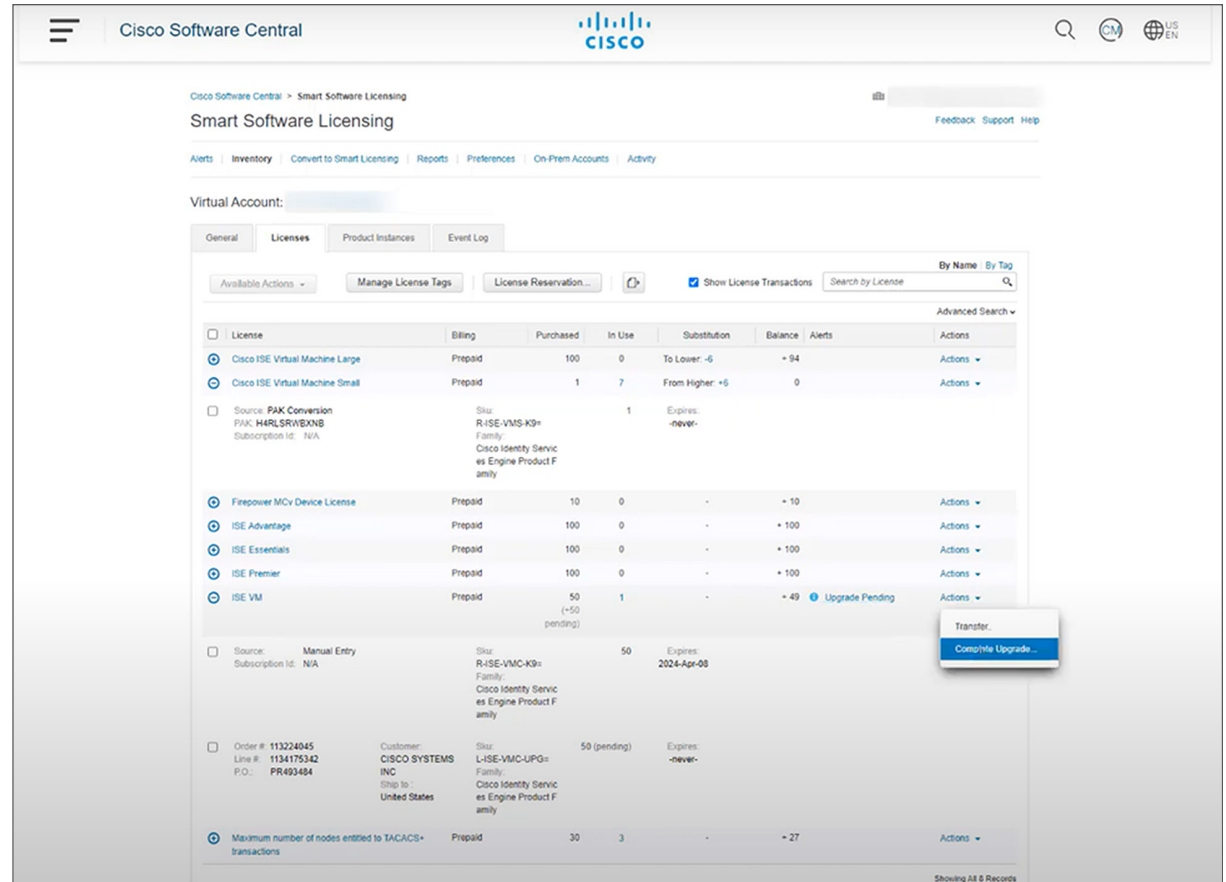 Cisco Software Central
CISCO
CM
US
EN
Cisco Software Central > Smart Software Licensing
Smart Software Licensing
Feedback Support Help
Alerts Inventory Convert to Smart Licensing Reports Preferences On-Prem Accounts Activity
Virtual Account:
General Licenses Product Instances Event Log
By Name By Tag
Available Actions Manage License Tags License Reservation... Show License Transactions Search by License
Advanced Search
License Billing Purchased In Use Substitution Balance Alerts Actions
Cisco ISE Virtual Machine Large Prepaid 100 0 To Lower: -6 + 94 Actions
Cisco ISE Virtual Machine Small Prepaid 1 7 From Higher: +6 0 Actions
Source: PAK Conversion Sku: 1 Expires:
PAK: H4RLSRWBXNB R-ISE-VMS-K9= -never-
Subscription Id: N/A Family:
Cisco Identity Servic
es Engine Product F
amily
Firepower MCv Device License Prepaid 10 0 - + 10 Actions
ISE Advantage Prepaid 100 0 - + 100 Actions
ISE Essentials Prepaid 100 0 - + 100 Actions
ISE Premier Prepaid 100 0 - + 100 Actions
ISE VM Prepaid 50 1 - + 49 Upgrade Pending Actions
(+50
pending)
Transfer..
Complete Upgrade...
Source: Manual Entry Sku: 50 Expires:
Subscription Id: N/A R-ISE-VMC-K9= 2024-Apr-08
Family:
Cisco Identity Servic
es Engine Product F
amily
Order #: 113224045 Customer: Sku: 50 (pending) Expires:
Line #: 1134175342 CISCO SYSTEMS L-ISE-VMC-UPG= -never-
P.O.: PR493484 INC Family:
Ship to : Cisco Identity Servic
United States es Engine Product F
amily
Maximum number of nodes entitled to TACACS+ Prepaid 30 3 - + 27 Actions
transactions
Showing All 8 Records